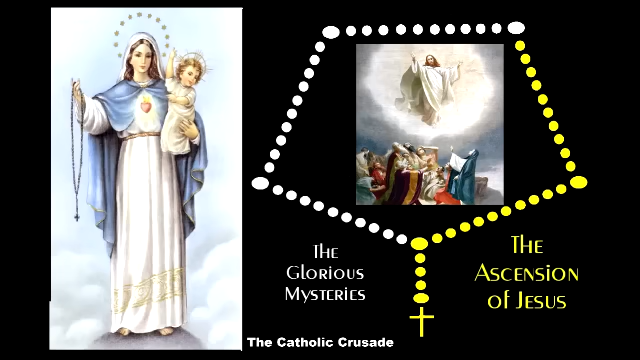 The
Glorious
Mysteries
The
Ascension
of Jesus
The Catholic Crusade